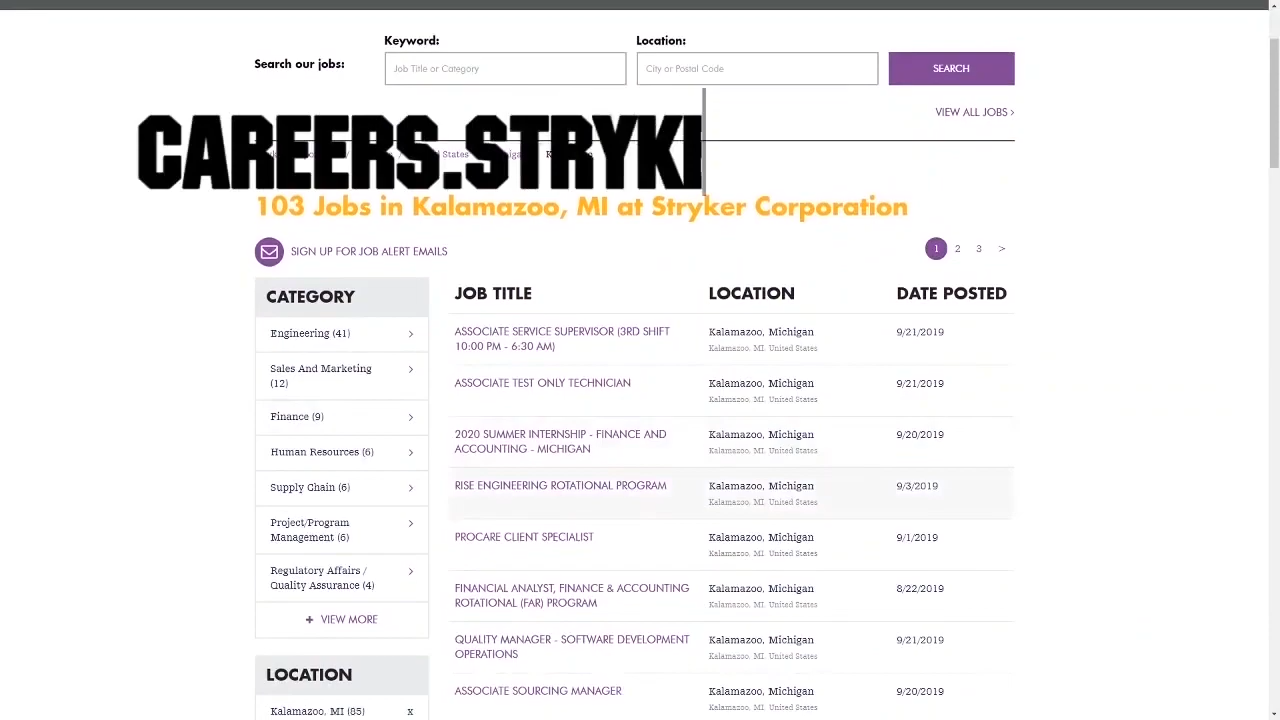 Keyword:
Location:
Search our jobs:
Job Title or Category
City or Postal Code
SEARCH
VIEW ALL JOBS >
CAREERS.STRYKI
103 Jobs in Kalamazoo, MI at Stryker Corporation
SIGN UP FOR JOB ALERT EMAILS
1 2 3 >
CATEGORY
Engineering (41)
Sales And Marketing
(12)
Finance (9)
Human Resources (6)
Supply Chain (6)
Project/Program
Management (6)
Regulatory Affairs /
Quality Assurance (4)
+ VIEW MORE
LOCATION
Kalamazoo, MI (85) x
JOB TITLE LOCATION DATE POSTED
ASSOCIATE SERVICE SUPERVISOR (3RD SHIFT
10:00 PM - 6:30 AM)
Kalamazoo, Michigan
Kalamazoo, MI, United States
9/21/2019
ASSOCIATE TEST ONLY TECHNICIAN
Kalamazoo, Michigan
Kalamazoo, MI, United States
9/21/2019
2020 SUMMER INTERNSHIP - FINANCE AND
ACCOUNTING - MICHIGAN
Kalamazoo, Michigan
Kalamazoo, MI, United States
9/20/2019
RISE ENGINEERING ROTATIONAL PROGRAM
Kalamazoo, Michigan
Kalamazoo, MI, United States
9/3/2019
PROCARE CLIENT SPECIALIST
Kalamazoo, Michigan
Kalamazoo, MI, United States
9/1/2019
FINANCIAL ANALYST, FINANCE & ACCOUNTING
ROTATIONAL (FAR) PROGRAM
Kalamazoo, Michigan
Kalamazoo, MI, United States
8/22/2019
QUALITY MANAGER - SOFTWARE DEVELOPMENT
OPERATIONS
Kalamazoo, Michigan
Kalamazoo, MI, United States
9/21/2019
ASSOCIATE SOURCING MANAGER
Kalamazoo, Michigan
Kalamazoo, MI, United States
9/20/2019